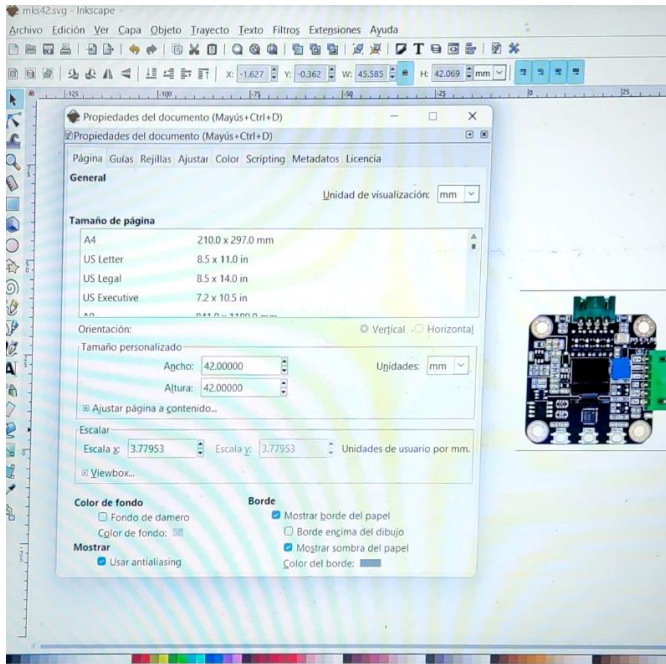 mks42.svg - Inkscape
Archivo Edición Ver Capa Objeto Trayecto Texto Filtros Extensiones Ayuda
X: -1.627 Y: -0.362 W: 45.585 H: 42.069 mm
-125 -100 -75 -50 -25 0 25
Propiedades del documento (Mayús+Ctrl+D)
Propiedades del documento (Mayús+Ctrl+D)
Página Guías Rejillas Ajustar Color Scripting Metadatos Licencia
General
Unidad de visualización: mm
Tamaño de página
A4 210.0 x 297.0 mm
US Letter 8.5 x 11.0 in
US Legal 8.5 x 14.0 in
US Executive 7.2 x 10.5 in
Orientación: Vertical Horizontal
Tamaño personalizado
Ancho: 42.00000 Unidades: mm
Altura: 42.00000
Ajustar página a contenido...
Escalar
Escala x: 3.77953 Escala y: 3.77953 Unidades de usuario por mm.
Viewbox...
Color de fondo
Fondo de damero
Color de fondo:
Mostrar
Usar antialiasing
Borde
Mostrar borde del papel
Borde encima del dibujo
Mostrar sombra del papel
Color del borde: